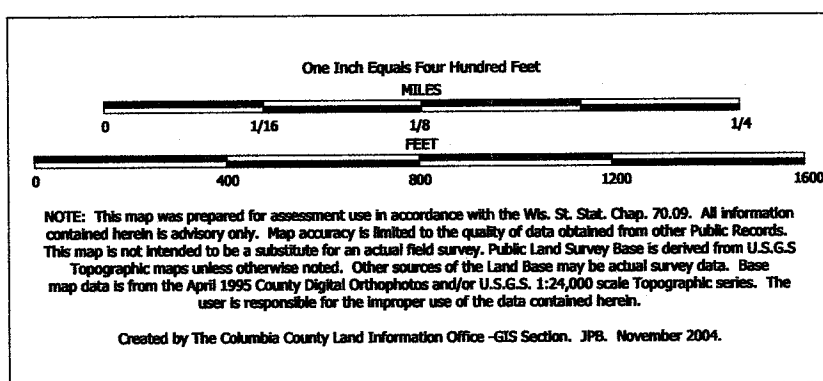 One Inch Equals Four Hundred Feet
MILES
0 1/16 1/8 1/4
FEET
0 400 800 1200 1600
NOTE: This map was prepared for assessment use in accordance with the Wis. St. Stat. Chap. 70.09. All information
contained herein is advisory only. Map accuracy is limited to the quality of data obtained from other Public Records.
This map is not intended to be a substitute for an actual field survey. Public Land Survey Base is derived from U.S.G.S
Topographic maps unless otherwise noted. Other sources of the Land Base may be actual survey data. Base
map data is from the April 1995 County Digital Orthophotos and/or U.S.G.S. 1:24,000 scale Topographic series. The
user is responsible for the improper use of the data contained herein.
Created by The Columbia County Land Information Office -GIS Section. JPB. November 2004.